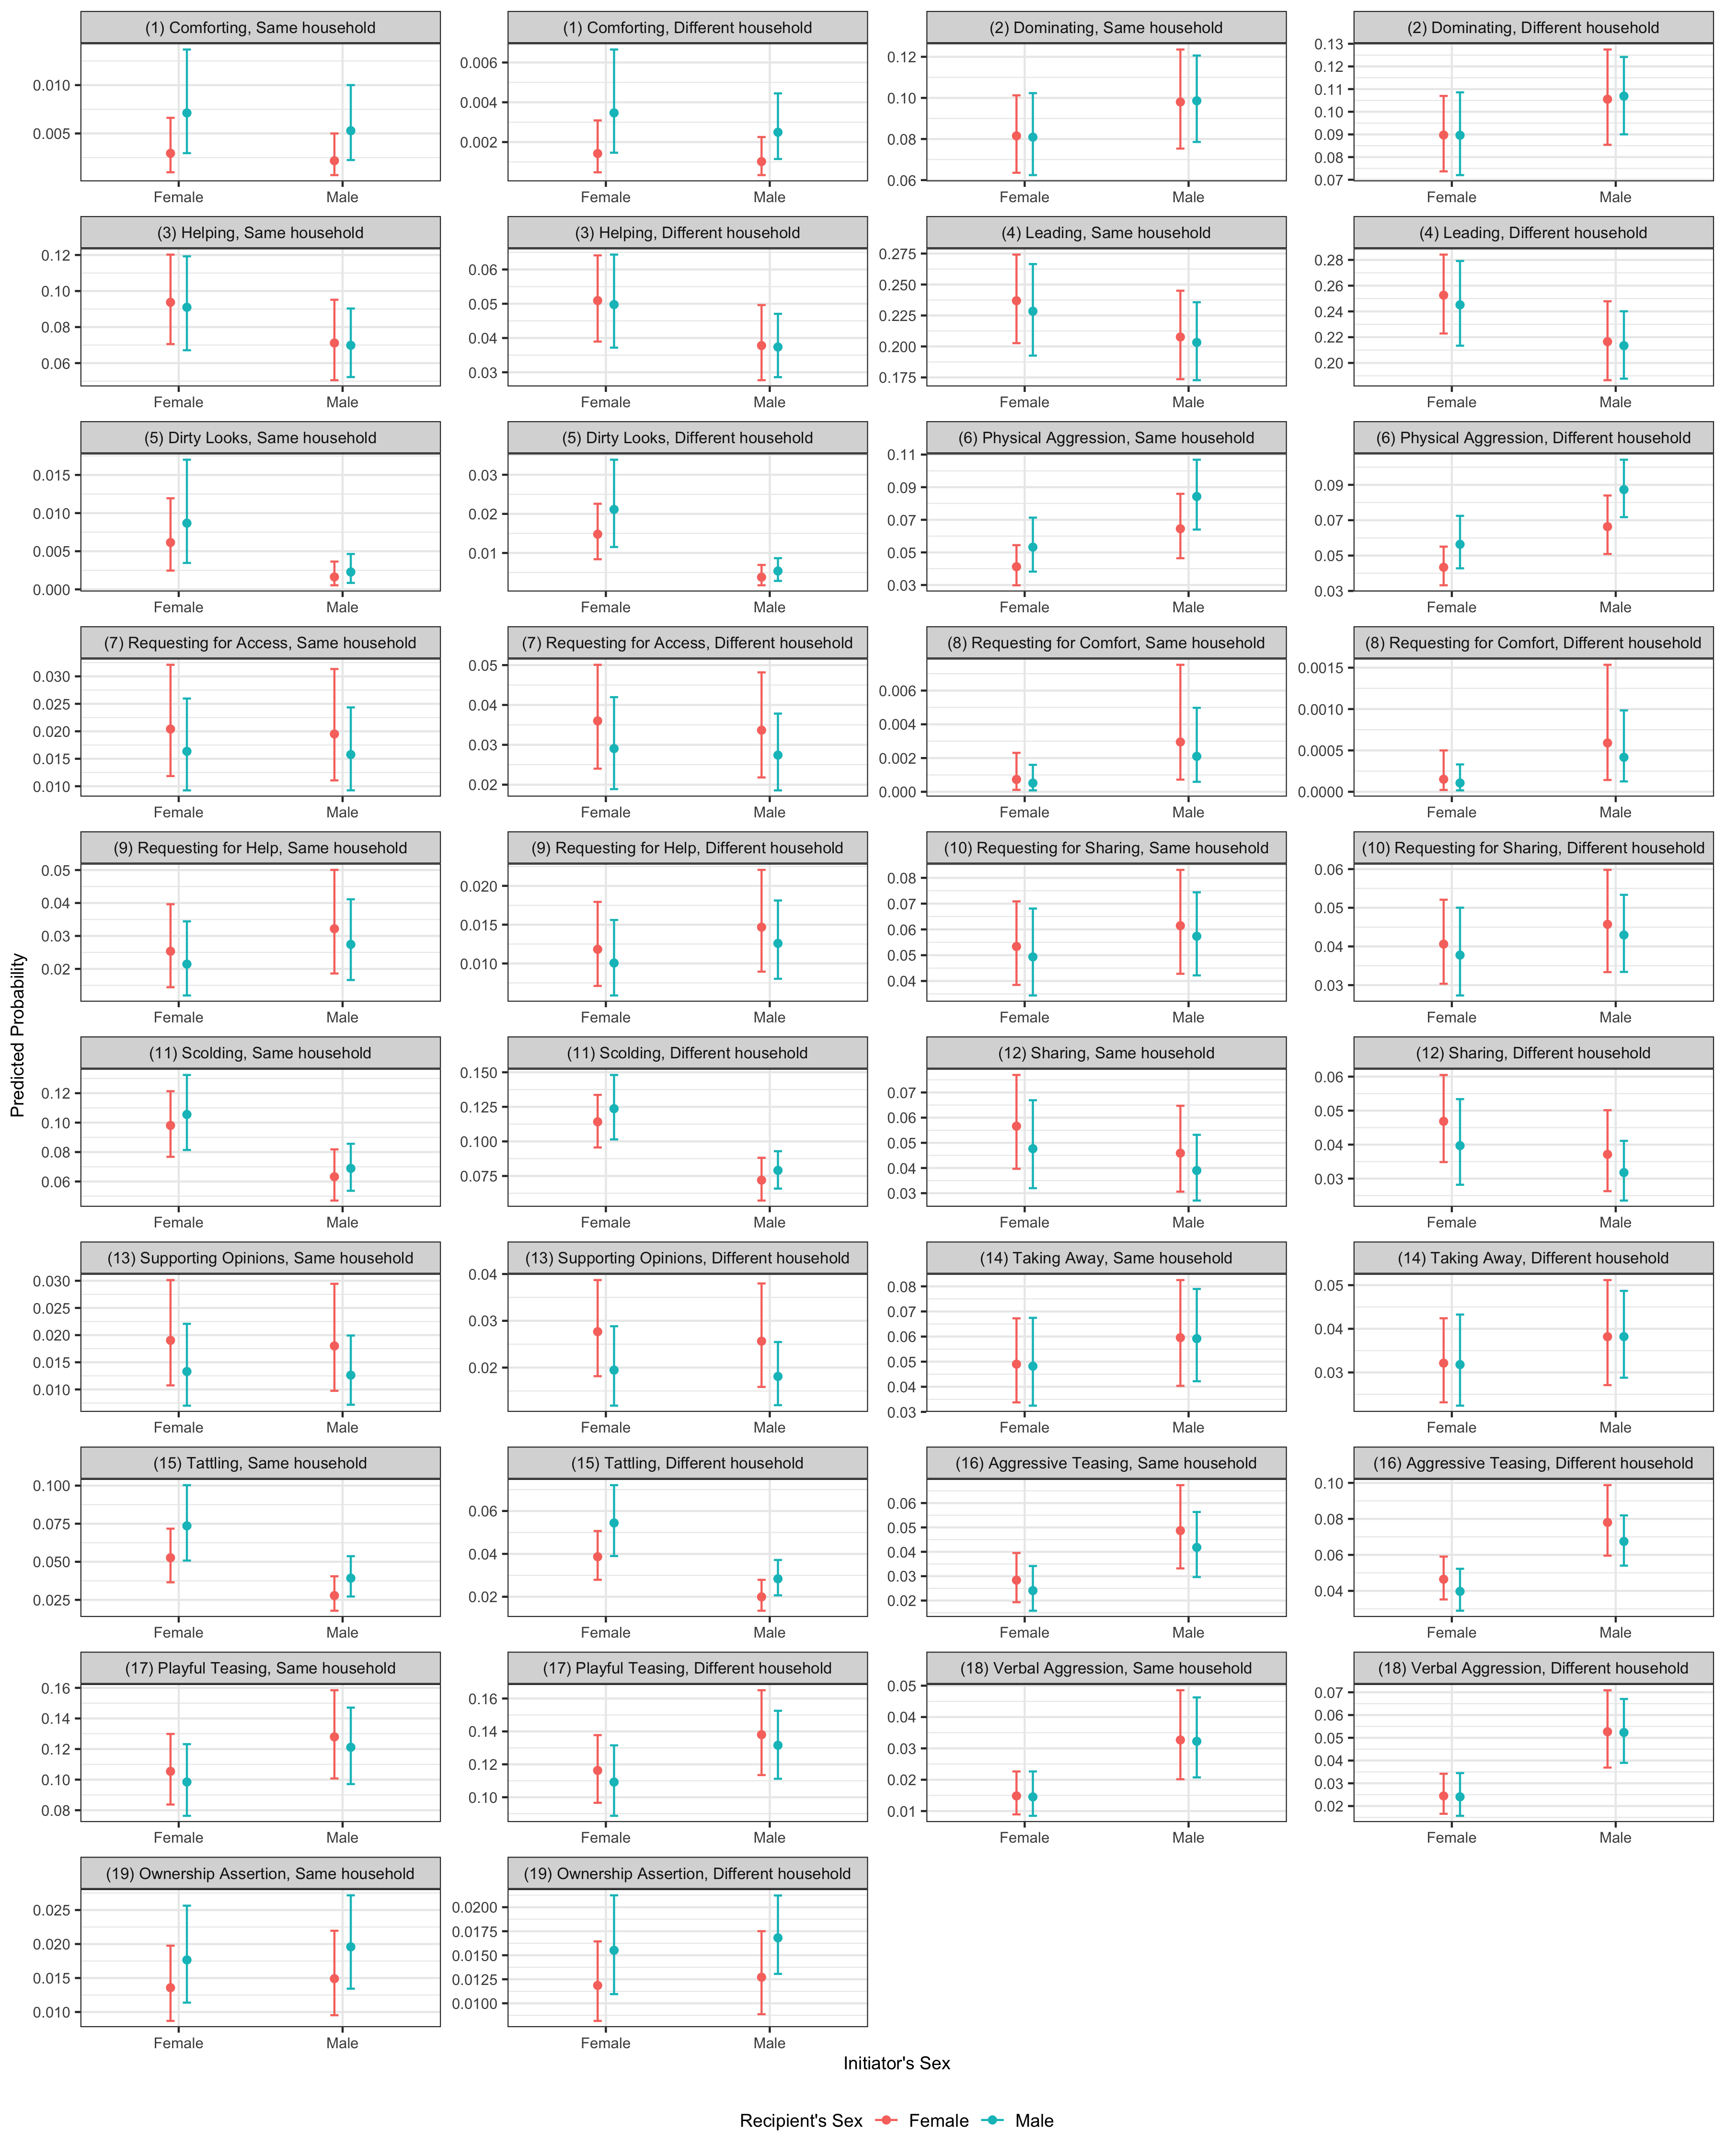 (1) Comforting, Same household
(1) Comforting, Different household
(2) Dominating, Same household
(2) Dominating, Different household
0.010
0.005
0.006
0.004
0.002
0.12
0.10
0.08
0.06
0.13
0.12
0.11
0.10
0.09
0.08
0.07
Female Male
Female Male
Female Male
Female Male
(3) Helping, Same household
(3) Helping, Different household
(4) Leading, Same household
(4) Leading, Different household
0.12
0.10
0.08
0.06
0.06
0.05
0.04
0.03
0.275
0.250
0.225
0.200
0.175
0.28
0.26
0.24
0.22
0.20
Female Male
Female Male
Female Male
Female Male
(5) Dirty Looks, Same household
(5) Dirty Looks, Different household
(6) Physical Aggression, Same household
(6) Physical Aggression, Different household
0.015
0.010
0.005
0.000
0.03
0.02
0.01
0.11
0.09
0.07
0.05
0.03
0.09
0.07
0.05
0.03
Female Male
Female Male
Female Male
Female Male
(7) Requesting for Access, Same household
(7) Requesting for Access, Different household
(8) Requesting for Comfort, Same household
(8) Requesting for Comfort, Different household
0.030
0.025
0.020
0.015
0.010
0.05
0.04
0.03
0.02
0.006
0.004
0.002
0.000
0.0015
0.0010
0.0005
0.0000
Female Male
Female Male
Female Male
Female Male
(9) Requesting for Help, Same household
(9) Requesting for Help, Different household
(10) Requesting for Sharing, Same household
(10) Requesting for Sharing, Different household
0.05
0.04
0.03
0.02
0.020
0.015
0.010
0.08
0.07
0.06
0.05
0.04
0.06
0.05
0.04
0.03
Female Male
Female Male
Female Male
Female Male
Predicted Probability
(11) Scolding, Same household
(11) Scolding, Different household
(12) Sharing, Same household
(12) Sharing, Different household
0.12
0.10
0.08
0.06
0.150
0.125
0.100
0.075
0.07
0.06
0.05
0.04
0.03
0.06
0.05
0.04
0.03
Female Male
Female Male
Female Male
Female Male
(13) Supporting Opinions, Same household
(13) Supporting Opinions, Different household
(14) Taking Away, Same household
(14) Taking Away, Different household
0.030
0.025
0.020
0.015
0.010
0.04
0.03
0.02
0.08
0.07
0.06
0.05
0.04
0.03
0.05
0.04
0.03
Female Male
Female Male
Female Male
Female Male
(15) Tattling, Same household
(15) Tattling, Different household
(16) Aggressive Teasing, Same household
(16) Aggressive Teasing, Different household
0.100
0.075
0.050
0.025
0.06
0.04
0.02
0.06
0.05
0.04
0.03
0.02
0.10
0.08
0.06
0.04
Female Male
Female Male
Female Male
Female Male
(17) Playful Teasing, Same household
(17) Playful Teasing, Different household
(18) Verbal Aggression, Same household
(18) Verbal Aggression, Different household
0.16
0.14
0.12
0.10
0.08
0.16
0.14
0.12
0.10
0.05
0.04
0.03
0.02
0.01
0.07
0.06
0.05
0.04
0.03
0.02
Female Male
Female Male
Female Male
Female Male
(19) Ownership Assertion, Same household
(19) Ownership Assertion, Different household
0.025
0.020
0.015
0.010
0.0200
0.0175
0.0150
0.0125
0.0100
Female Male
Female Male
Initiator's Sex
Recipient's Sex Female Male